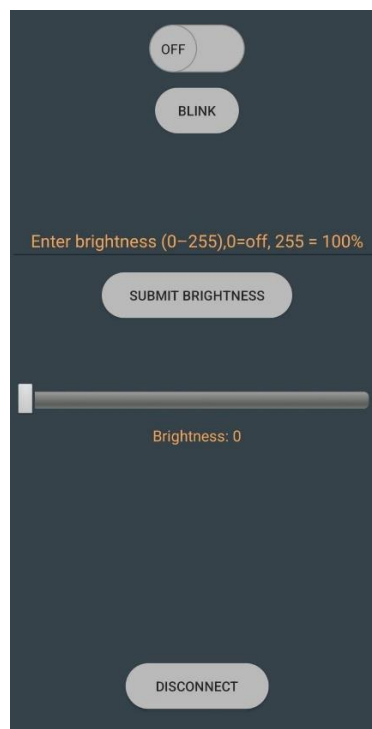 OFF
BLINK
Enter brightness (0–255),0=off, 255 = 100%
SUBMIT BRIGHTNESS
Brightness: 0
DISCONNECT